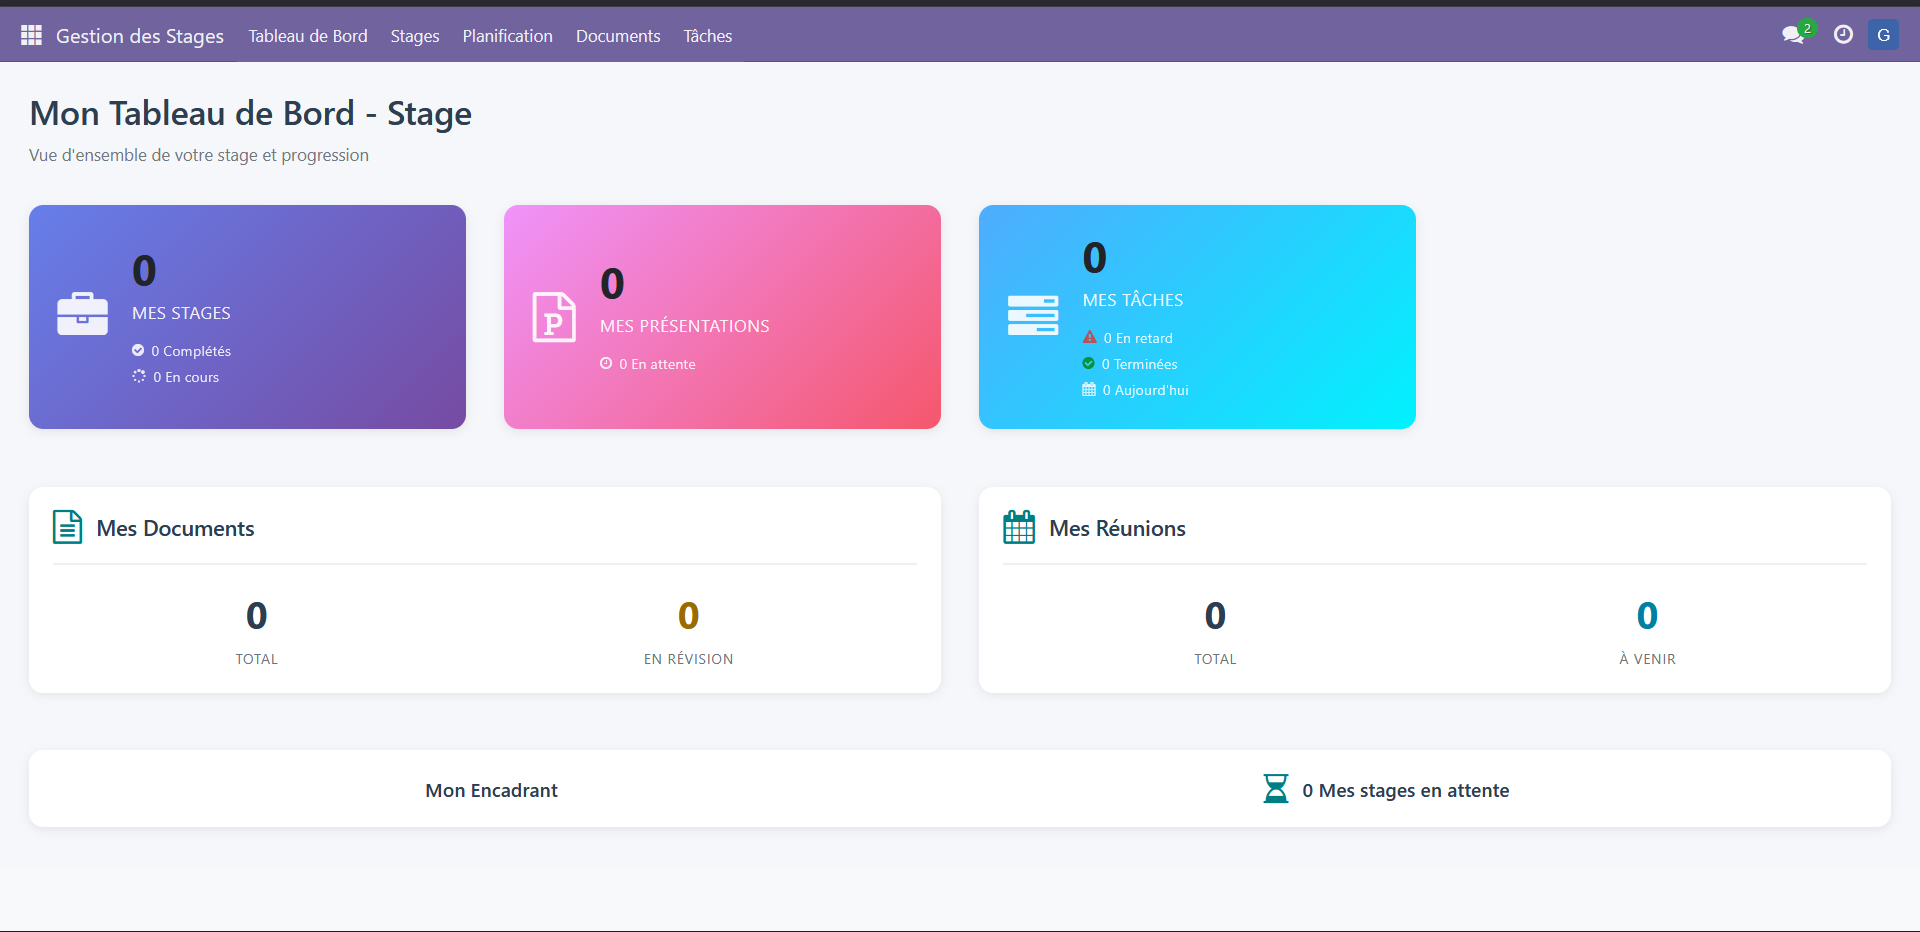 Gestion des Stages Tableau de Bord Stages Planification Documents Tâches 2 G
Mon Tableau de Bord - Stage
Vue d'ensemble de votre stage et progression
0
MES STAGES
0 Complétés
0 En cours
0
MES PRÉSENTATIONS
0 En attente
0
MES TÂCHES
0 En retard
0 Terminées
0 Aujourd'hui
Mes Documents
0 0
TOTAL EN RÉVISION
Mes Réunions
0 0
TOTAL À VENIR
Mon Encadrant 0 Mes stages en attente